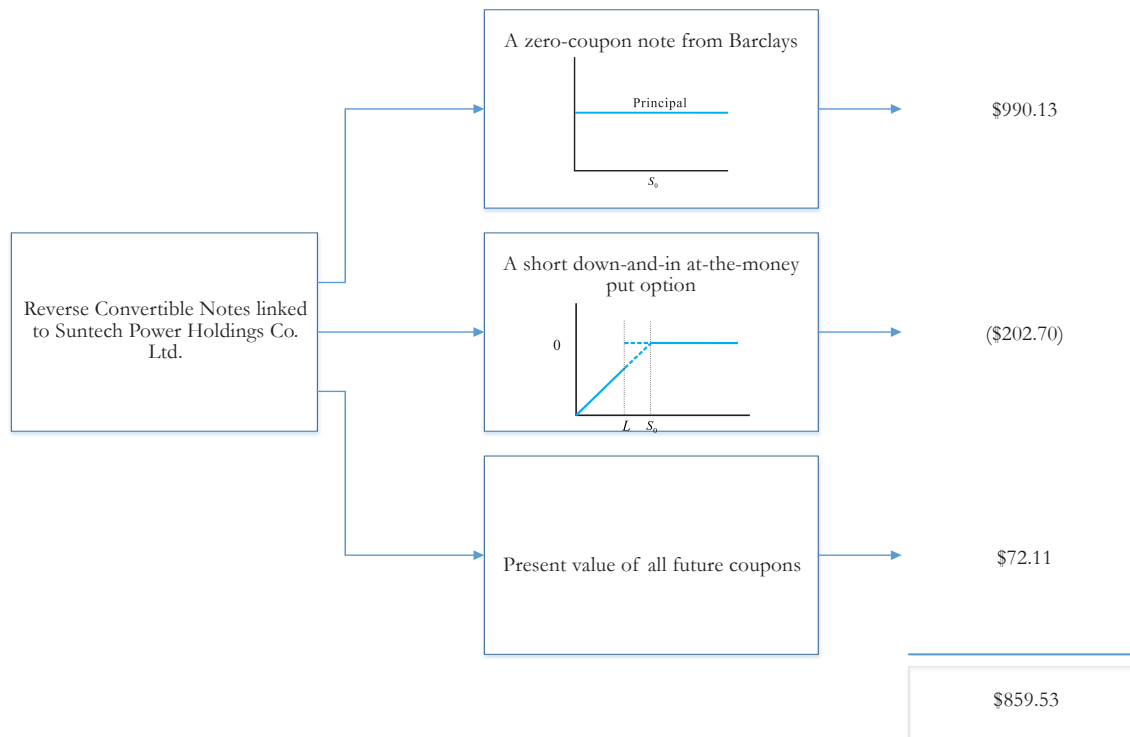 A zero-coupon note from Barclays
Principal
S₀
$990.13
Reverse Convertible Notes linked
to Suntech Power Holdings Co.
Ltd.
A short down-and-in at-the-money
put option
0
L S₀
($202.70)
Present value of all future coupons
$72.11
$859.53